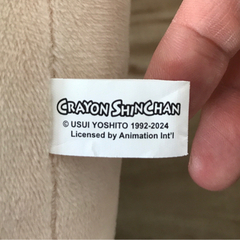 CRAYON SHINCHAN
© USUI YOSHITO 1992-2024
Licensed by Animation Int'l